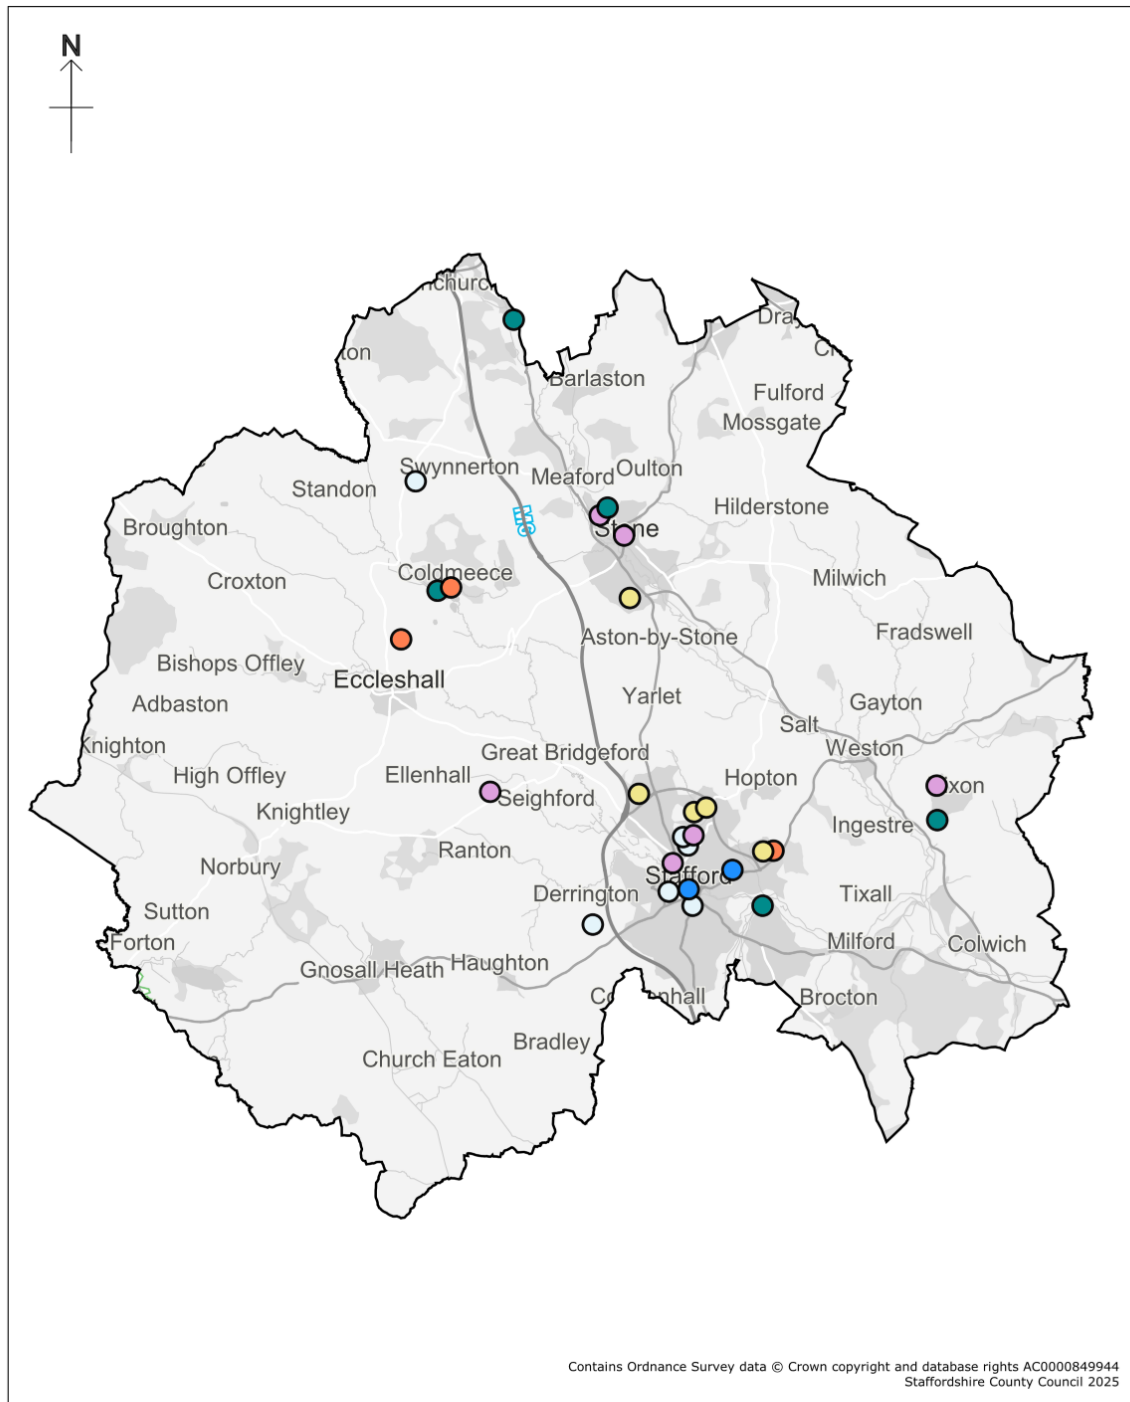 N
Barlaston
Fulford
Mossgate
Swynnerton
Meaford
Oulton
Standon
Hilderstone
Broughton
Coldmeece
Croxton
Milwich
Aston-by-Stone
Fradswell
Bishops Offley
Eccleshall
Yarlet
Gayton
Adbaston
Salt
Weston
Knighton
Great Bridgeford
High Offley
Ellenhall
Hopton
Seighford
Knightley
Ingestre
Ranton
Norbury
Stafford
Derrington
Tixall
Sutton
Forton
Milford
Colwich
Gnosall Heath
Haughton
Brocton
Bradley
Church Eaton
Contains Ordnance Survey data © Crown copyright and database rights AC0000849944
Staffordshire County Council 2025